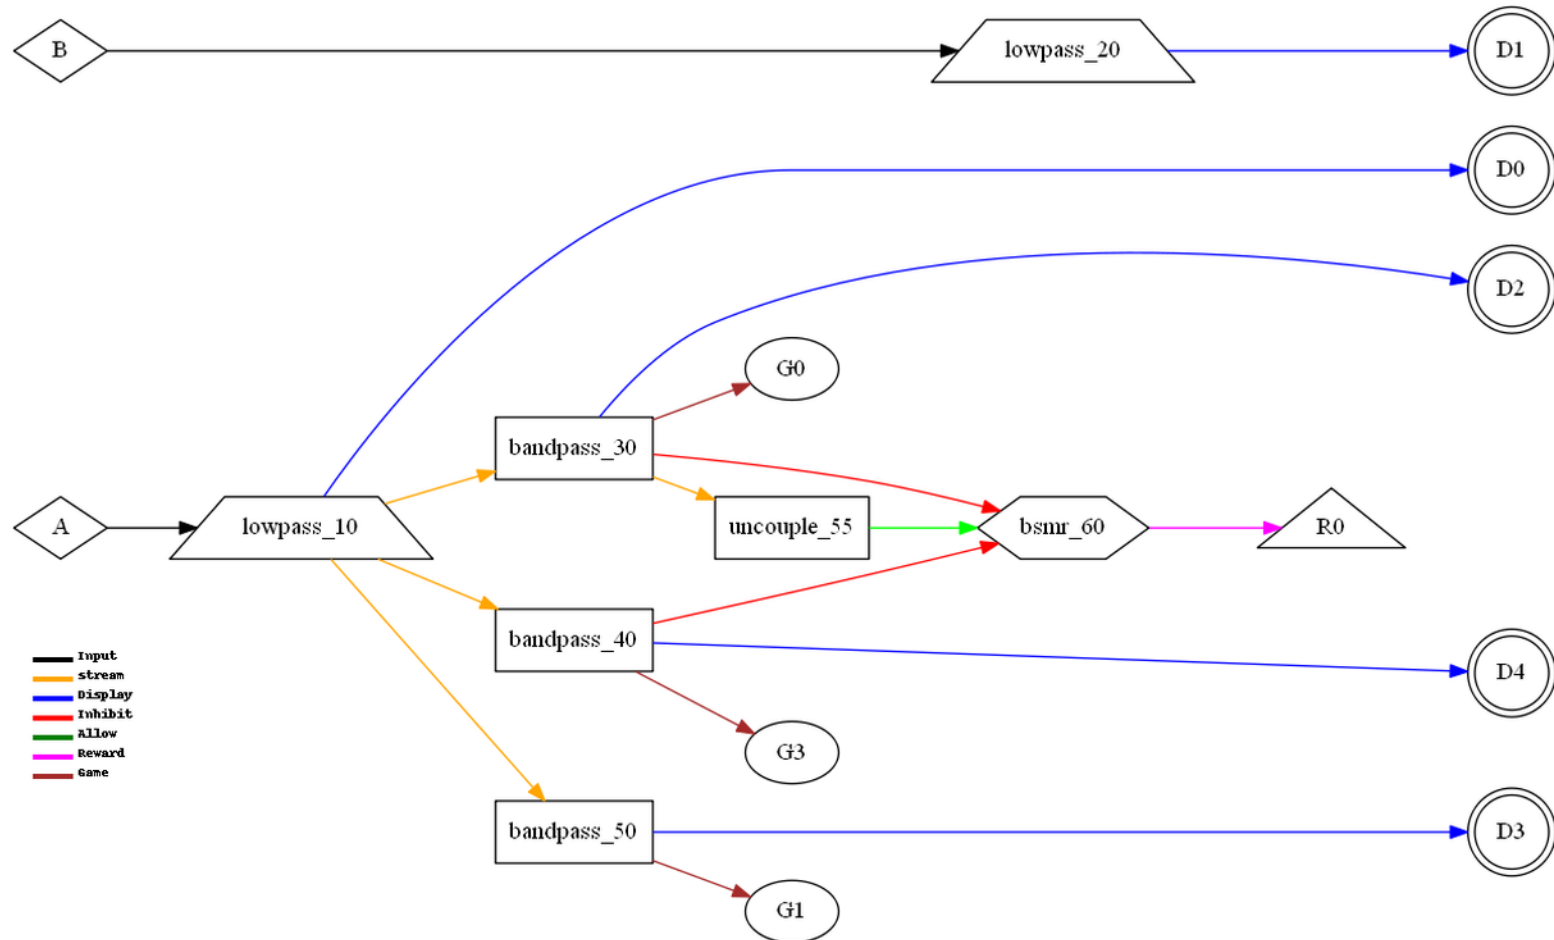 B
lowpass_20
D1
D0
D2
G0
bandpass_30
A
lowpass_10
uncouple_55
bsmr_60
R0
bandpass_40
D4
G3
bandpass_50
D3
G1
Input
stream
Display
Inhibit
Allow
Reward
Game